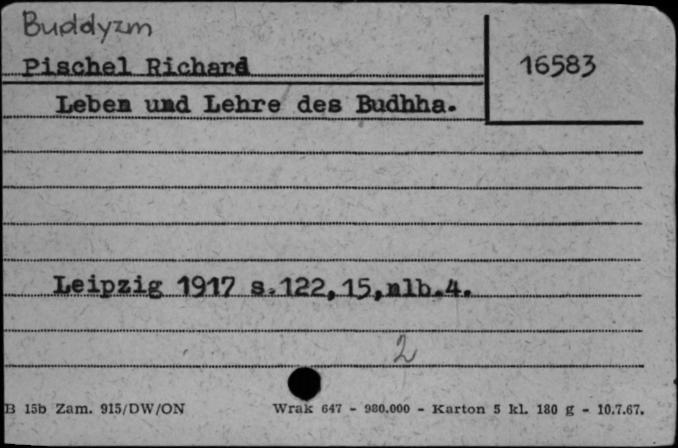 Buddyzm
Pischel Richard
16583
Leben und Lehre des Budhha.
Leipzig 1917 s.122,15,nlb.4.
2
B 15b Zam. 915/DW/ON Wrak 647 - 980.000 - Karton 5 kl. 180 g - 10.7.67.